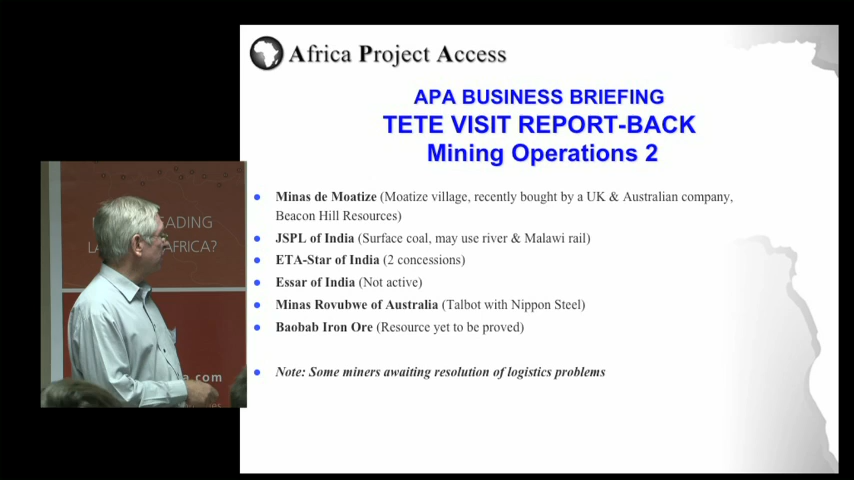 Africa Project Access
APA BUSINESS BRIEFING
TETE VISIT REPORT-BACK
Mining Operations 2
Minas de Moatize (Moatize village, recently bought by a UK & Australian company,
Beacon Hill Resources)
JSPL of India (Surface coal, may use river & Malawi rail)
ETA-Star of India (2 concessions)
Essar of India (Not active)
Minas Rovubwe of Australia (Talbot with Nippon Steel)
Baobab Iron Ore (Resource yet to be proved)
Note: Some miners awaiting resolution of logistics problems
ADING
AFRICA?
.com